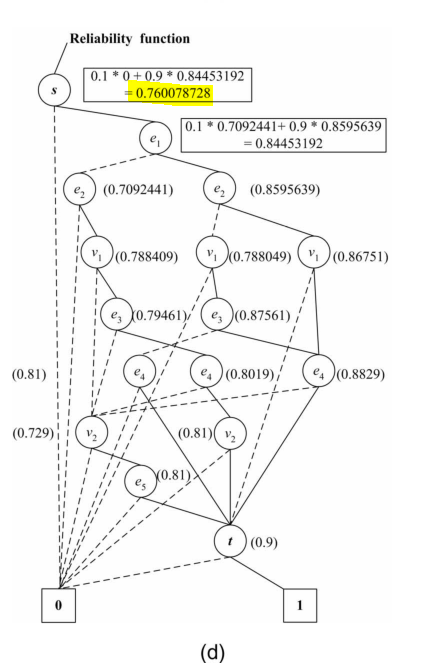 Reliability function
s
0.1 * 0 + 0.9 * 0.84453192
= 0.760078728
e1
0.1 * 0.7092441+ 0.9 * 0.8595639
= 0.84453192
e2 (0.7092441) e2 (0.8595639)
v1 (0.788409) v1 (0.788049) v1 (0.86751)
e3 (0.79461) e3 (0.87561)
(0.81) e4 e4 (0.8019) e4 (0.8829)
(0.729) v2 (0.81) v2
e5 (0.81)
t (0.9)
0 1
(d)